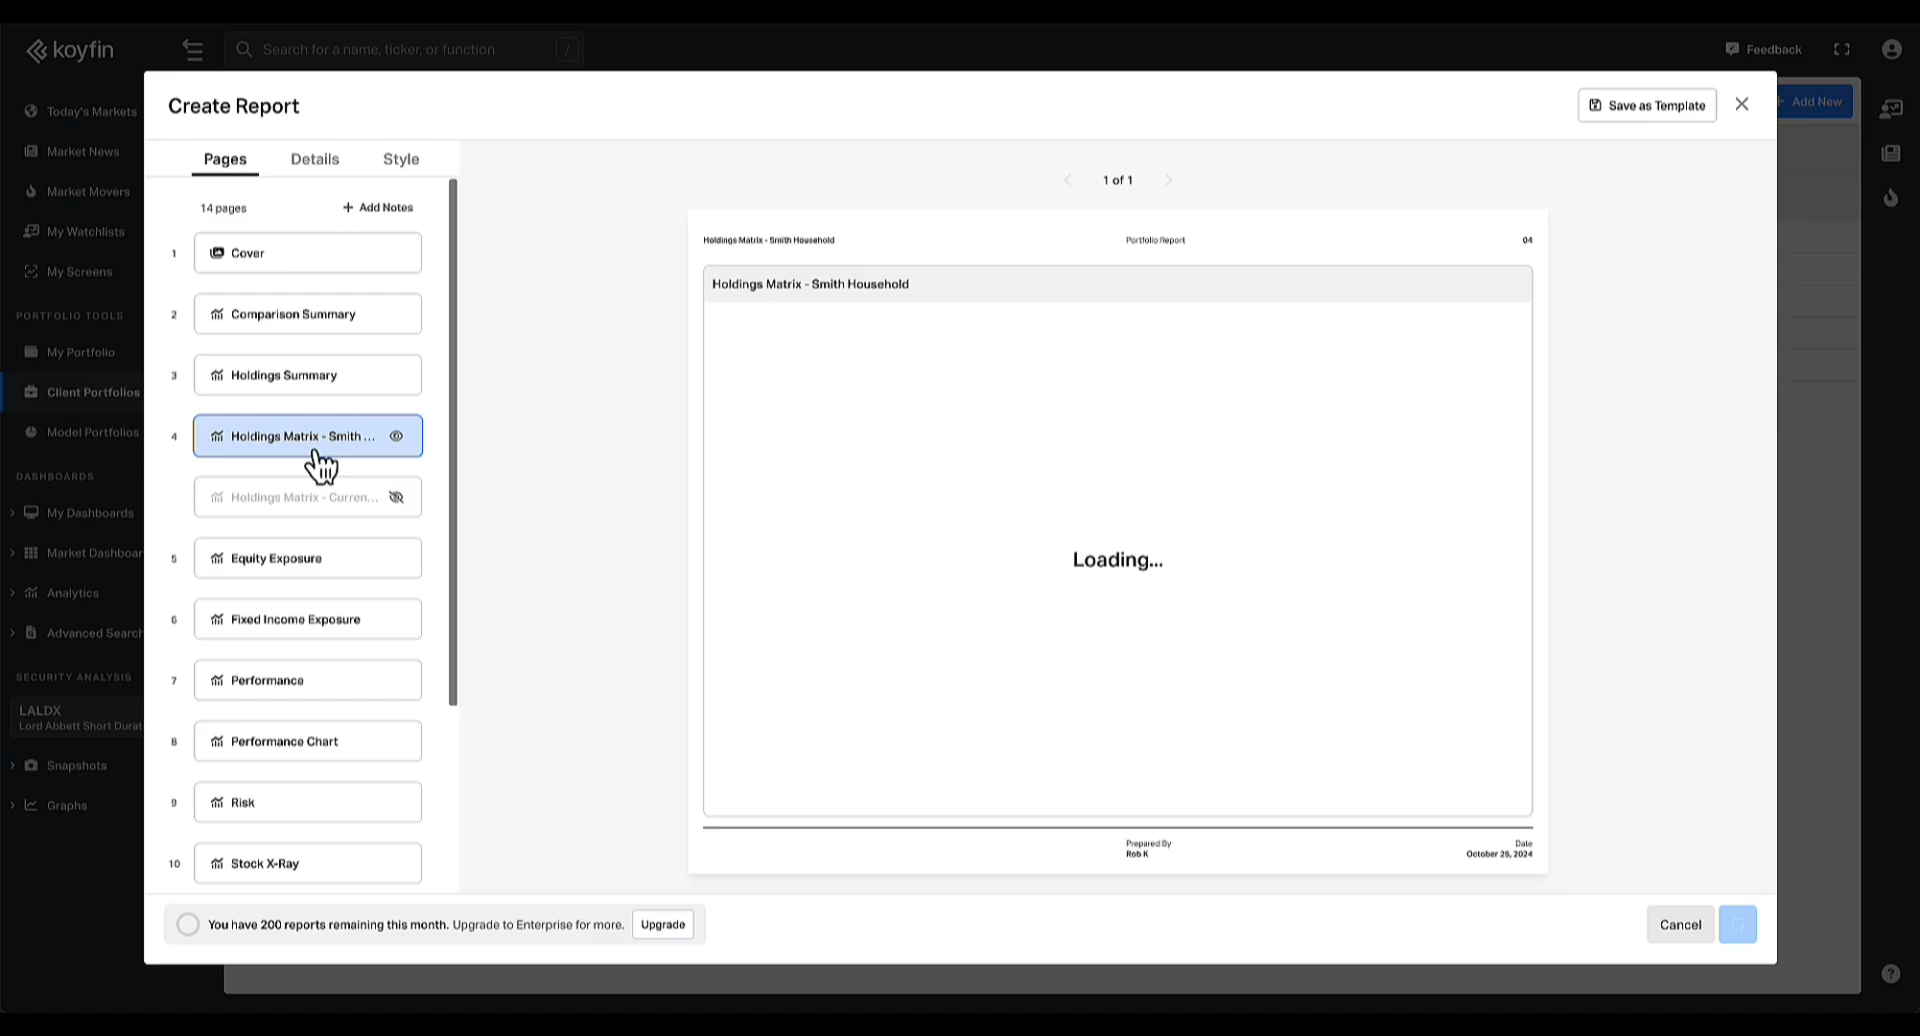 koyfin
Search for a name, ticker, or function
/
Feedback
Today's Markets
Market News
Market Movers
My Watchlists
My Screens
PORTFOLIO TOOLS
My Portfolio
Client Portfolios
Model Portfolios
DASHBOARDS
My Dashboards
Market Dashboar
Analytics
Advanced Search
SECURITY ANALYSIS
LALDX
Lord Abbett Short Durat
Snapshots
Graphs
Create Report
Save as Template
+ Add New
Pages
Details
Style
14 pages
+ Add Notes
1
Cover
2
Comparison Summary
3
Holdings Summary
4
Holdings Matrix - Smith ...
Holdings Matrix - Curren...
5
Equity Exposure
6
Fixed Income Exposure
7
Performance
8
Performance Chart
9
Risk
10
Stock X-Ray
1 of 1
Holdings Matrix - Smith Household
Portfolio Report
04
Holdings Matrix - Smith Household
Loading...
Prepared By
Rob K
Date
October 25, 2024
You have 200 reports remaining this month. Upgrade to Enterprise for more.
Upgrade
Cancel
?